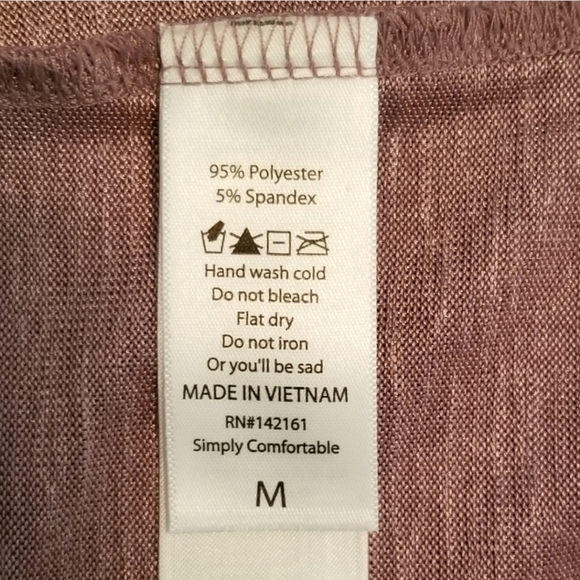 95% Polyester
5% Spandex
Hand wash cold
Do not bleach
Flat dry
Do not iron
Or you'll be sad
MADE IN VIETNAM
RN#142161
Simply Comfortable
M